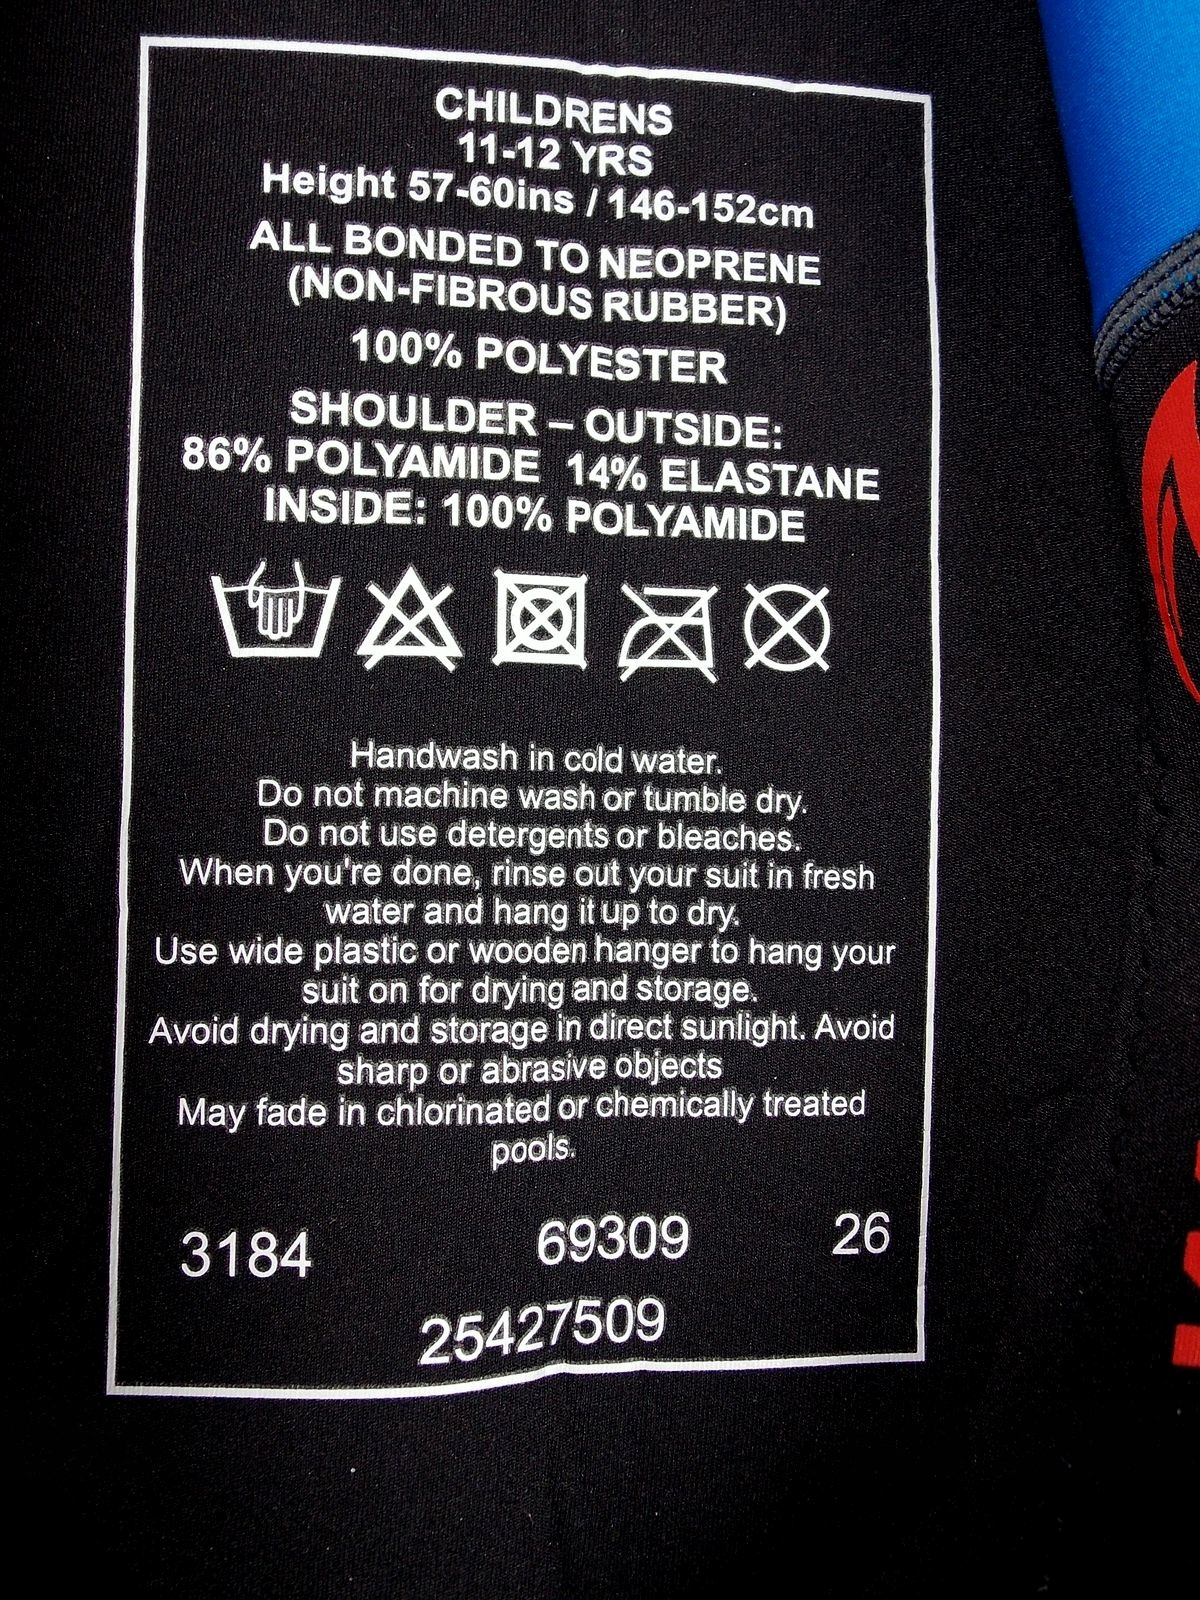 CHILDRENS
11-12 YRS
Height 57-60ins / 146-152cm
ALL BONDED TO NEOPRENE
(NON-FIBROUS RUBBER)
100% POLYESTER
SHOULDER – OUTSIDE:
86% POLYAMIDE 14% ELASTANE
INSIDE: 100% POLYAMIDE
Handwash in cold water.
Do not machine wash or tumble dry.
Do not use detergents or bleaches.
When you're done, rinse out your suit in fresh
water and hang it up to dry.
Use wide plastic or wooden hanger to hang your
suit on for drying and storage.
Avoid drying and storage in direct sunlight. Avoid
sharp or abrasive objects
May fade in chlorinated or chemically treated
pools.
3184 69309 26
25427509